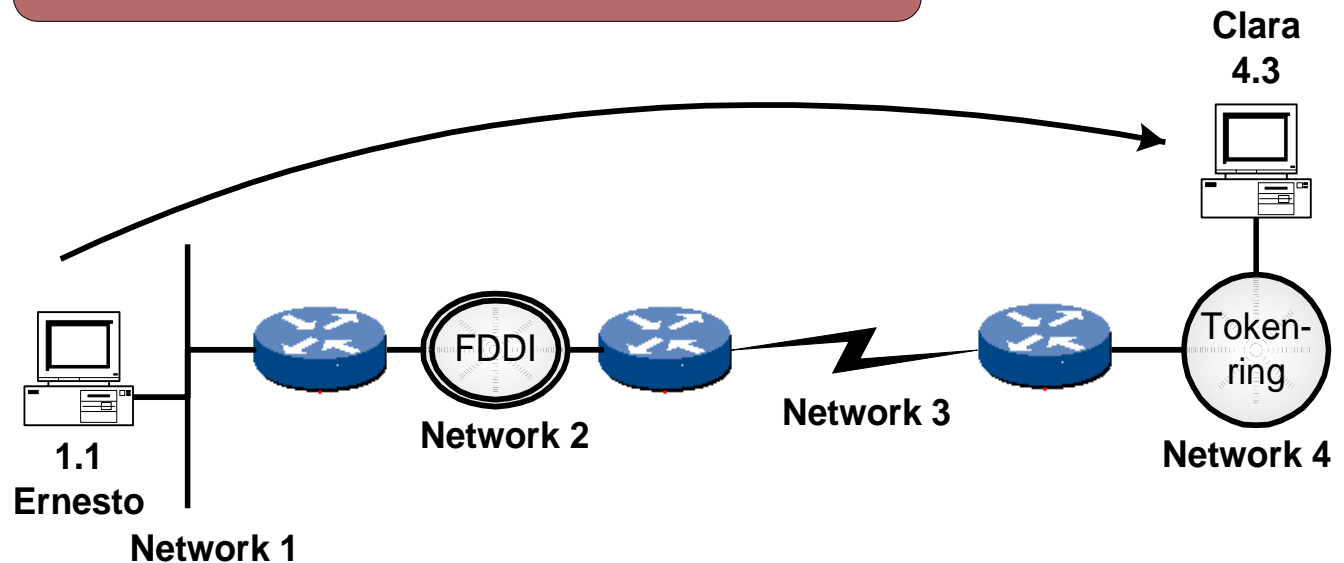 Clara
4.3
FDDI
Token-
ring
Network 3
Network 2
Network 4
1.1
Ernesto
Network 1